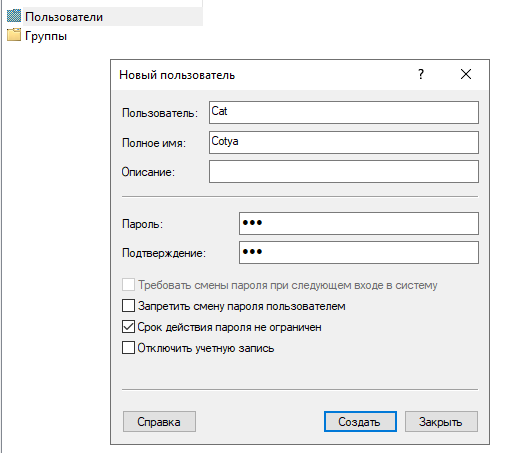 Пользователи
Группы
Новый пользователь ? ×
Пользователь: Cat
Полное имя: Cotya
Описание:
Пароль: •••
Подтверждение: •••
Требовать смены пароля при следующем входе в систему
Запретить смену пароля пользователем
Срок действия пароля не ограничен
Отключить учетную запись
Справка Создать Закрыть